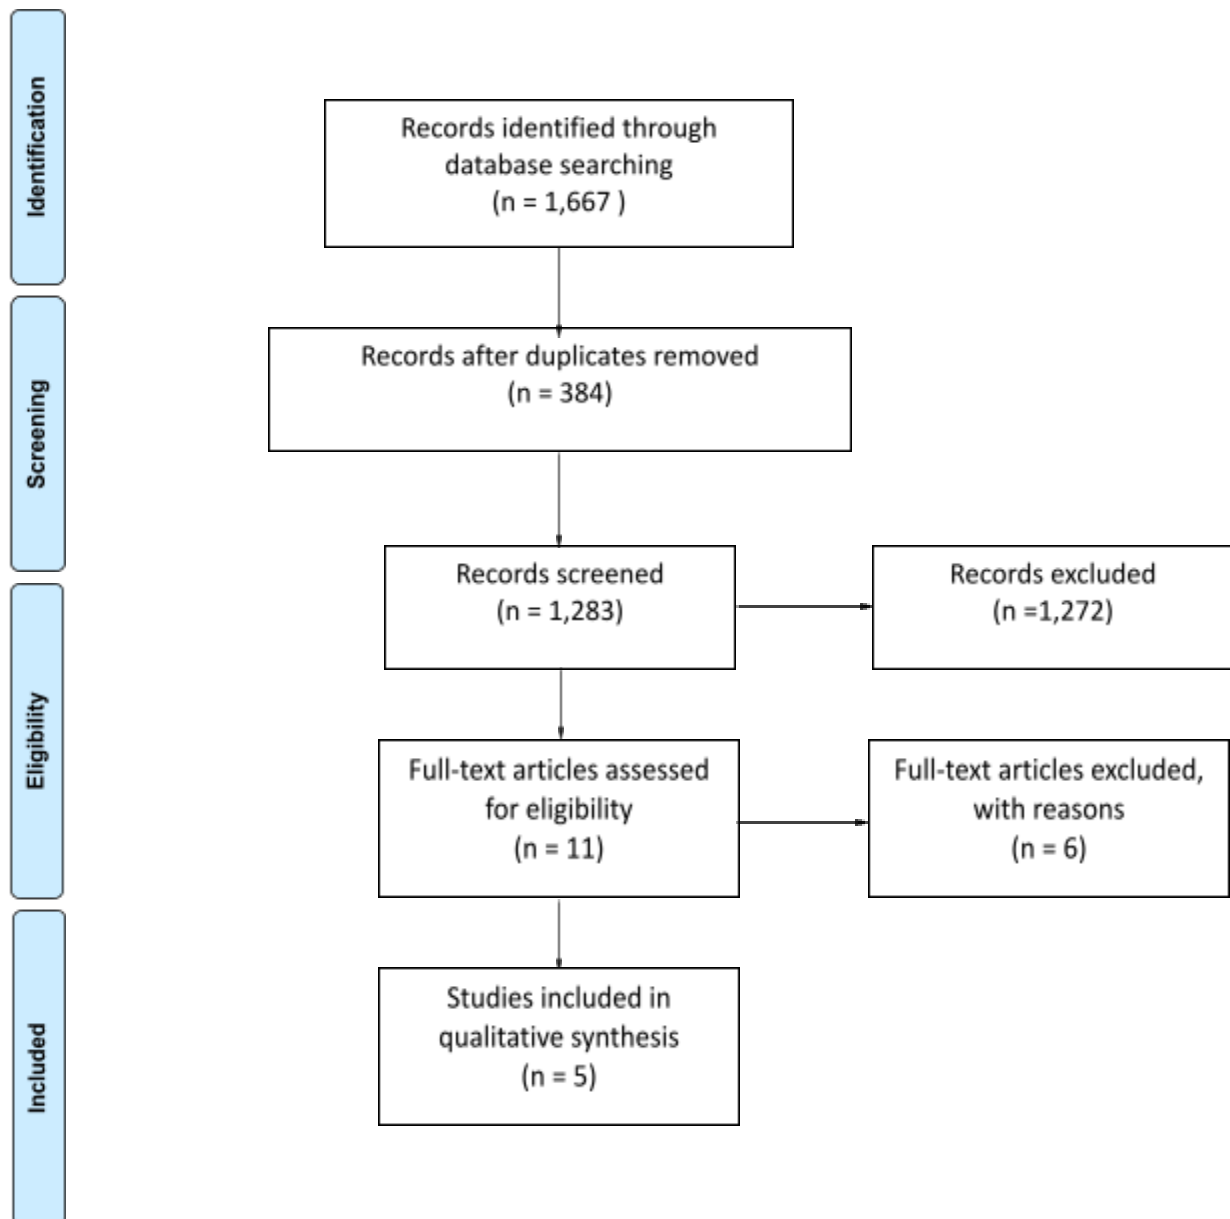 Identification
Records identified through
database searching
(n = 1,667 )
Screening
Records after duplicates removed
(n = 384)
Records screened
(n = 1,283)
Records excluded
(n =1,272)
Eligibility
Full-text articles assessed
for eligibility
(n = 11)
Full-text articles excluded,
with reasons
(n = 6)
Included
Studies included in
qualitative synthesis
(n = 5)